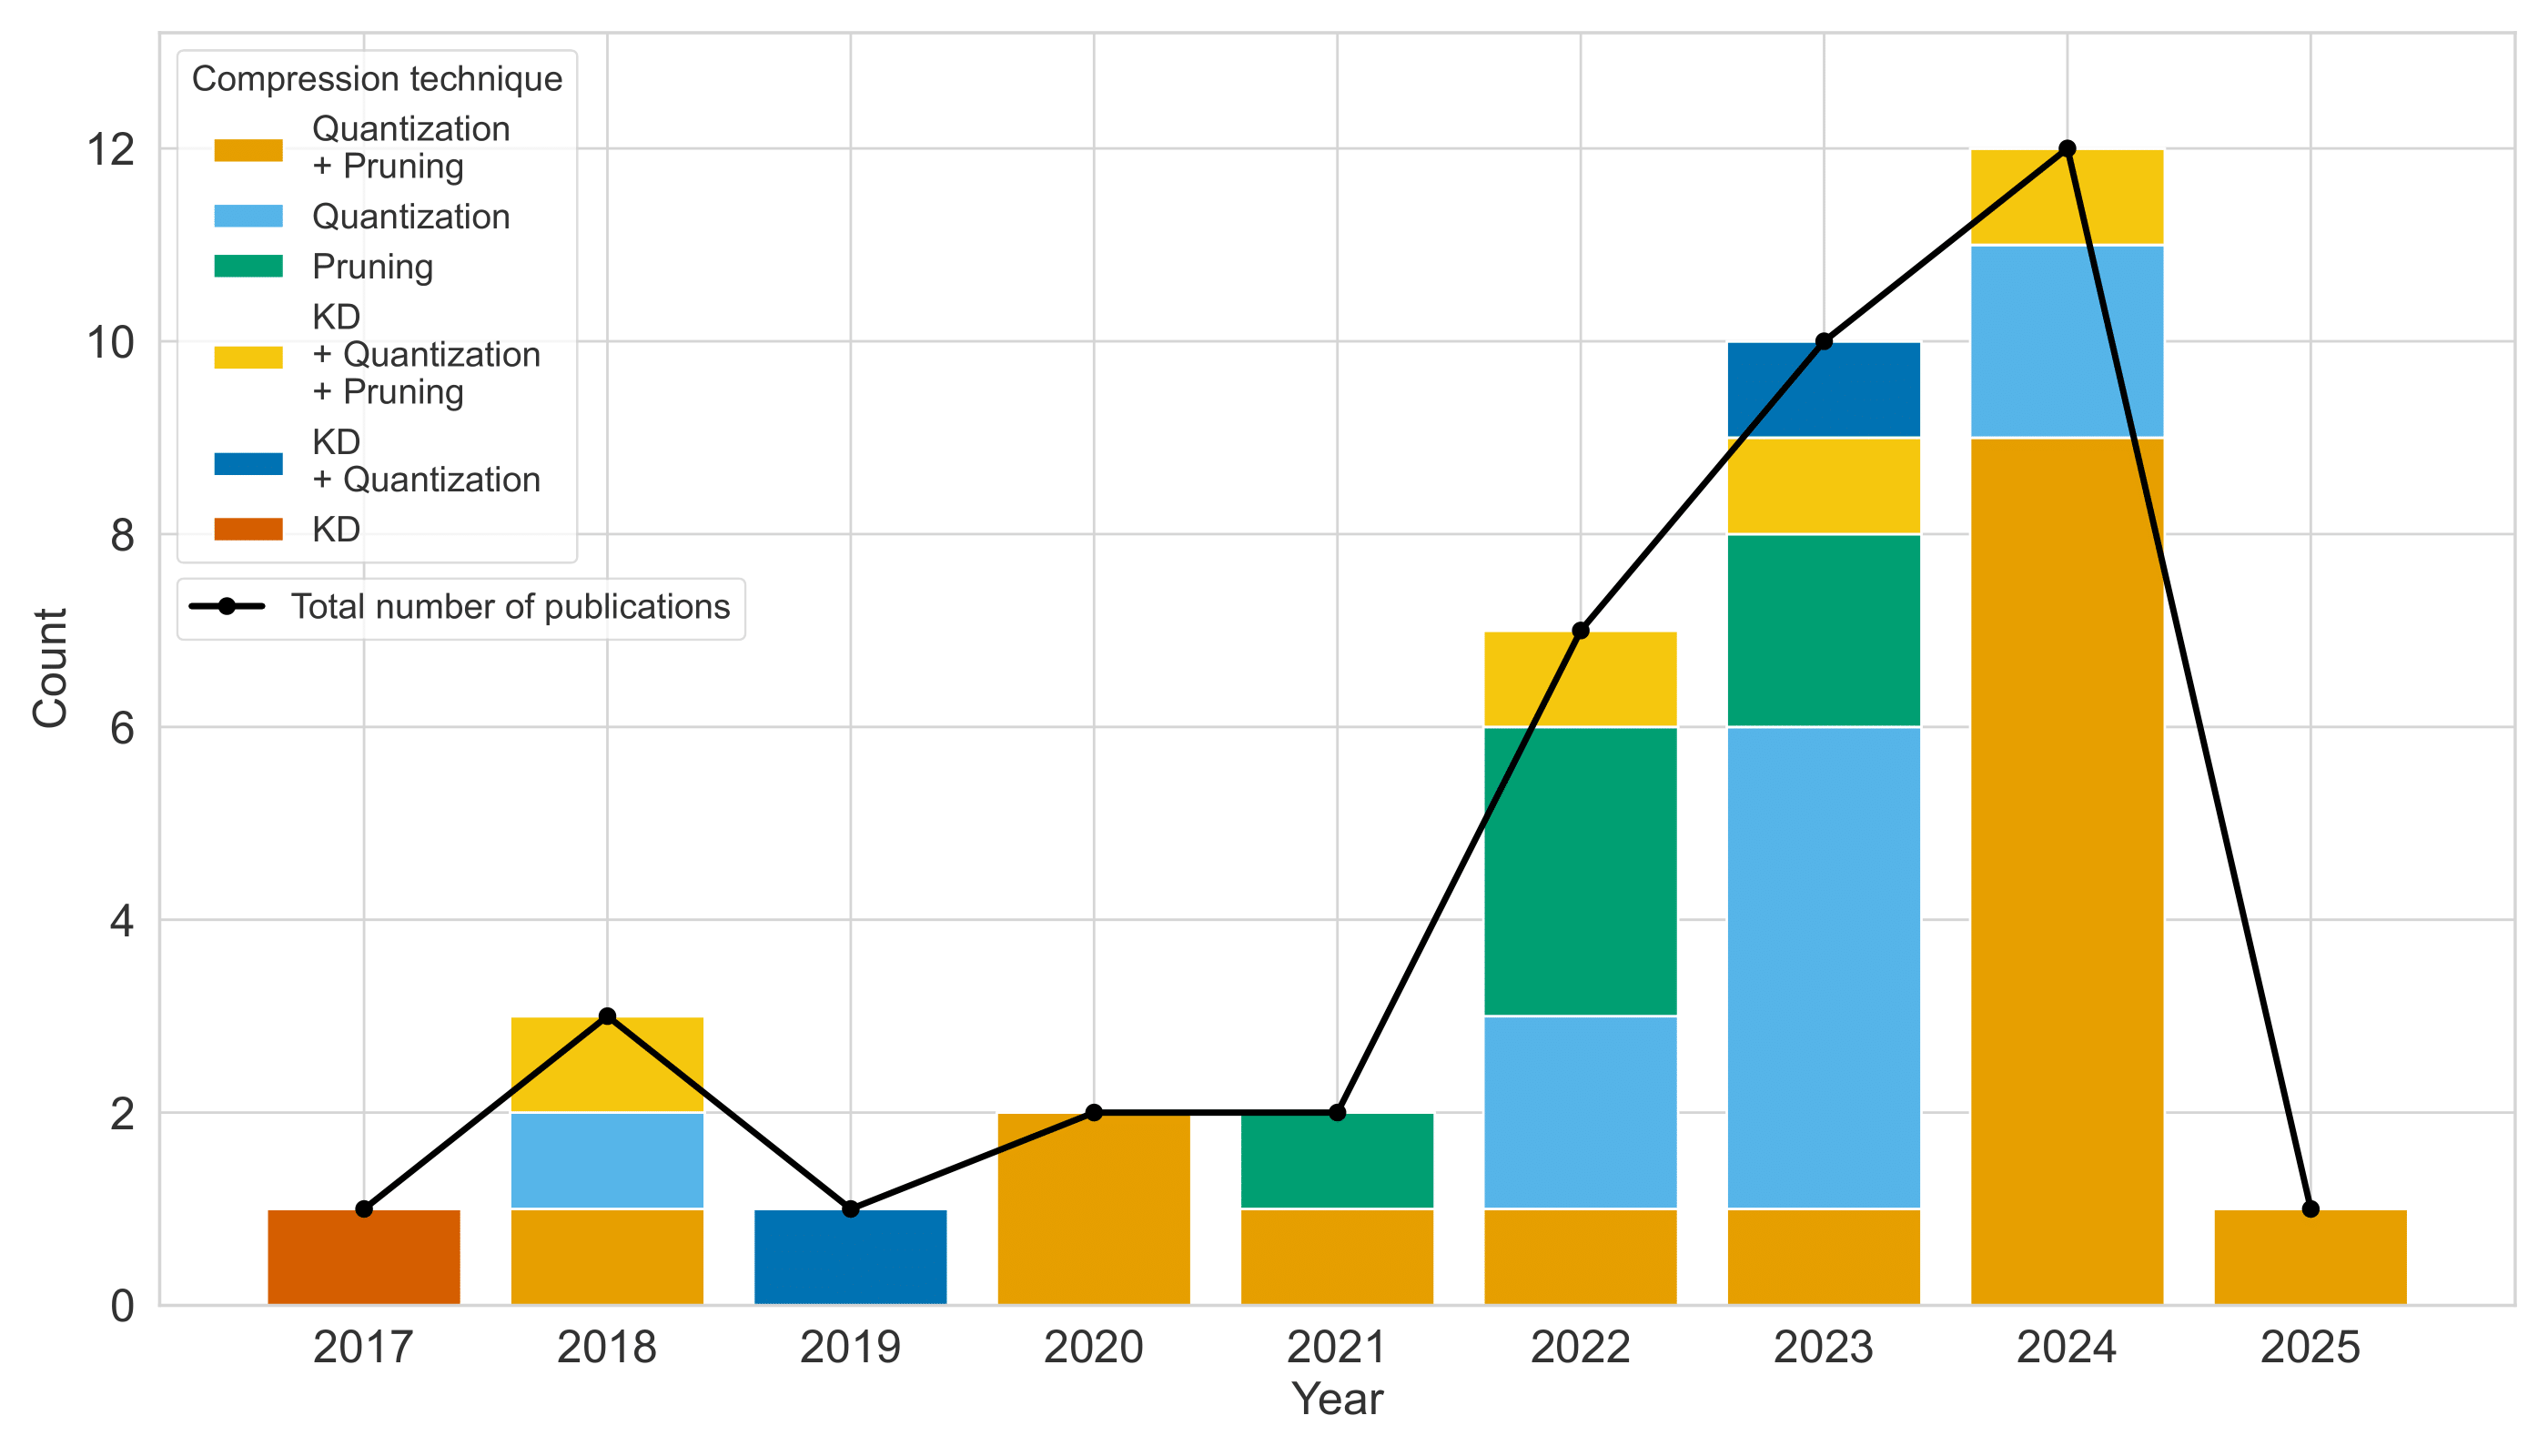 Compression technique
Quantization
+ Pruning
Quantization
Pruning
KD
+ Quantization
+ Pruning
KD
+ Quantization
KD
Total number of publications
Count
12
10
8
6
4
2
0
2017 2018 2019 2020 2021 2022 2023 2024 2025
Year